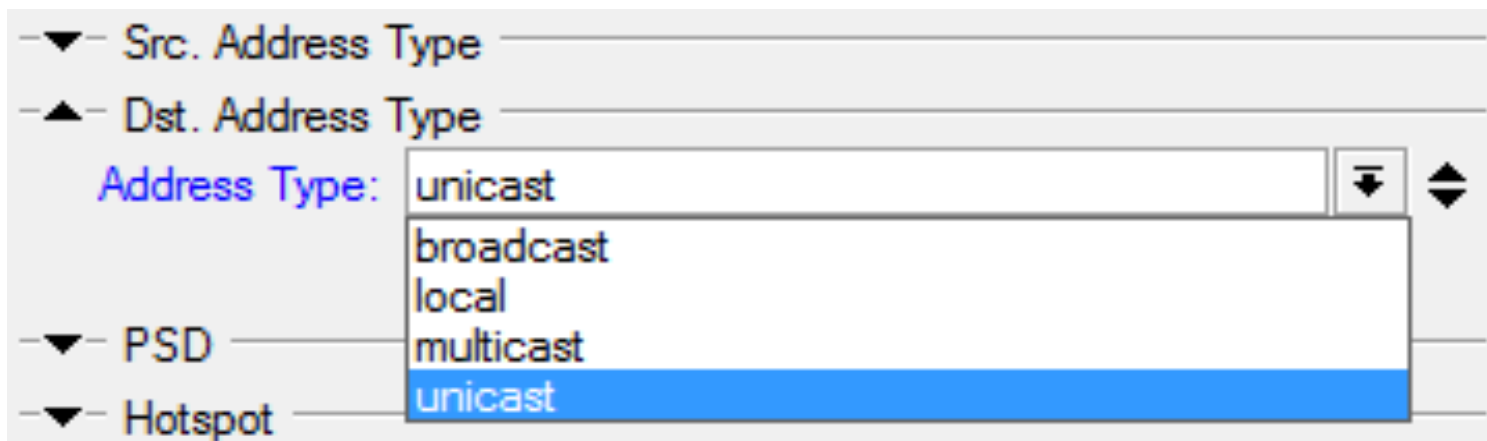 Src. Address Type
Dst. Address Type
Address Type: unicast
broadcast
local
multicast
PSD
unicast
Hotspot